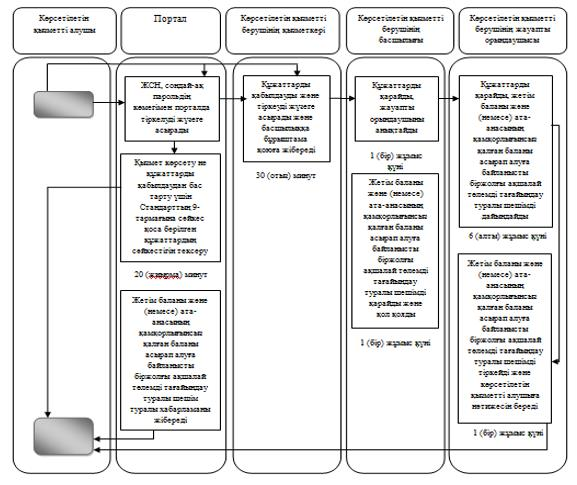 Көрсетілетін
қызметті алушы
Портал
Көрсетілетін қызметті
берушінің қызметкері
Көрсетілетін қызметті
берушінің
басшылығы
Көрсетілетін қызметті
берушінің жауапты
орындаушысы
ЖСН, сондай-ақ
парольдің
көмегімен порталда
тіркелуді жүзеге
асырады
Қызмет көрсету не
құжаттарды
қабылдаудан бас
тарту үшін
Стандарттың 9-
тармағына сәйкес
қоса берілген
құжаттардың
сәйкестігін тексеру
20 (жиырма) минут
Жетім баланы және
(немесе) ата-
анасының
қамқорлығынсыз
қалған баланы
асырап алуға
байланысты
біржолғы ақшалай
төлемді тағайындау
туралы шешім
туралы хабарламаны
жібереді
Құжаттарды
қабылдауды және
тіркеуді жүзеге
асырады және
басшылыққа
бұрыштама
қоюға жібереді
30 (отыз) минут
Құжаттарды
қарайды,
жауапты
орындаушыны
анықтайды
1 (бір) жұмыс
күні
Жетім баланы
және (немесе)
ата-анасының
қамқорлығынсыз
қалған баланы
асырап алуға
байланысты
біржолғы
ақшалай төлемді
тағайындау
туралы шешімді
қарайды және
қол қояды
1 (бір) жұмыс күні
Құжаттарды
қарайды, жетім
баланы және
(немесе) ата-
анасының
қамқорлығынсыз
қалған баланы
асырап алуға
байланысты
біржолғы ақшалай
төлемді тағайындау
туралы шешімді
дайындайды
6 (алты) жұмыс күні
Жетім баланы және
(немесе) ата-анасының
қамқорлығынсыз
қалған баланы
асырап алуға
байланысты
біржолғы ақшалай
төлемді тағайындау
туралы шешімді
тіркейді және
көрсетілетін
қызметті алушыға
нәтижесін береді
1 (бір) жұмыс күні